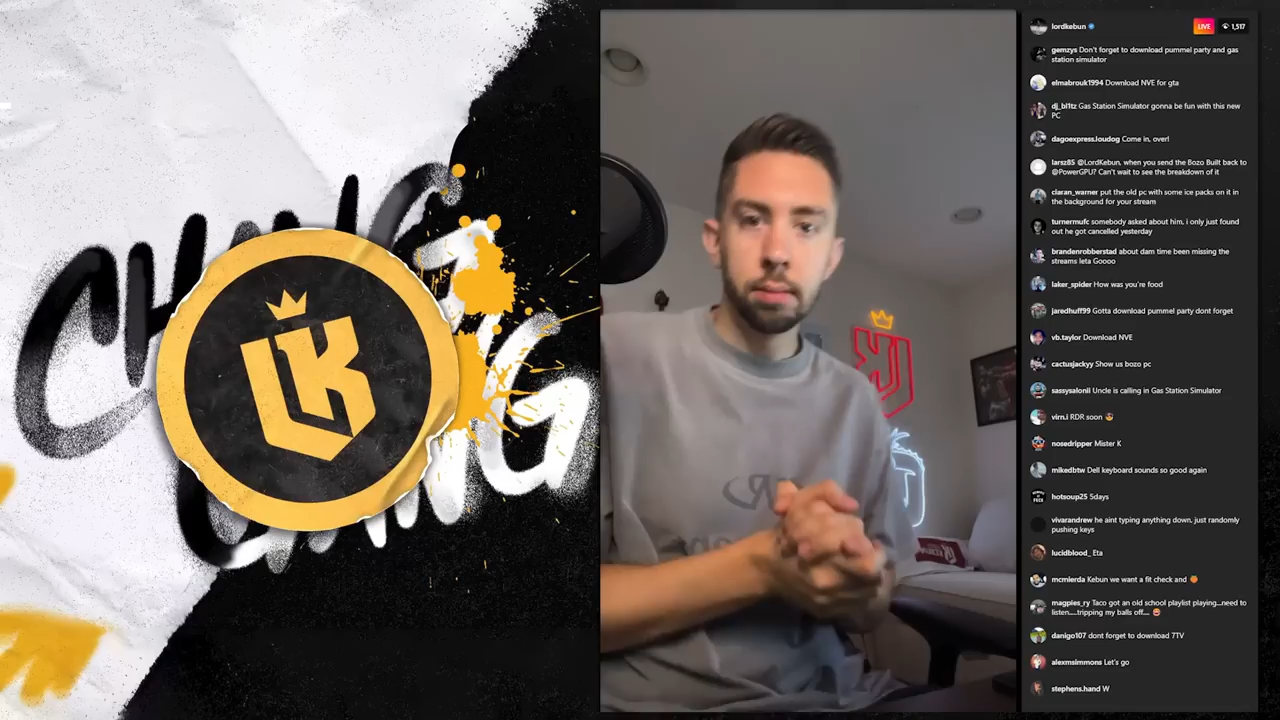 CHANG
GANG
LK
lordkebun
LIVE
1,517
gemzys Don't forget to download pummel party and gas
station simulator
elmabrouk1994 Download NVE for gta
dj_bl1tz Gas Station Simulator gonna be fun with this new
PC
dagoexpress.loudog Come in, over!
larsz85 @LordKebun, when you send the Bozo Built back to
@PowerGPU? Can't wait to see the breakdown of it
ciaran_warner put the old pc with some ice packs on it in
the background for your stream
turnermufc somebody asked about him, i only just found
out he got cancelled yesterday
brandenrobberstad about dam time been missing the
streams leta Goooo
laker_spider How was you're food
jaredhuff99 Gotta download pummel party dont forget
vb.taylor Download NVE
cactusjackyy Show us bozo pc
sassysalonii Uncle is calling in Gas Station Simulator
virn.i RDR soon
nosedripper Mister K
mikedbtw Dell keyboard sounds so good again
hotsoup25 5days
vivarandrew he aint typing anything down, just randomly
pushing keys
lucidblood_ Eta
mcmierda Kebun we want a fit check and
magpies_ry Taco got an old school playlist playing...need to
listen.....tripping my balls off....
danigo107 dont forget to download 7TV
alexmsimmons Let's go
stephens.hand W